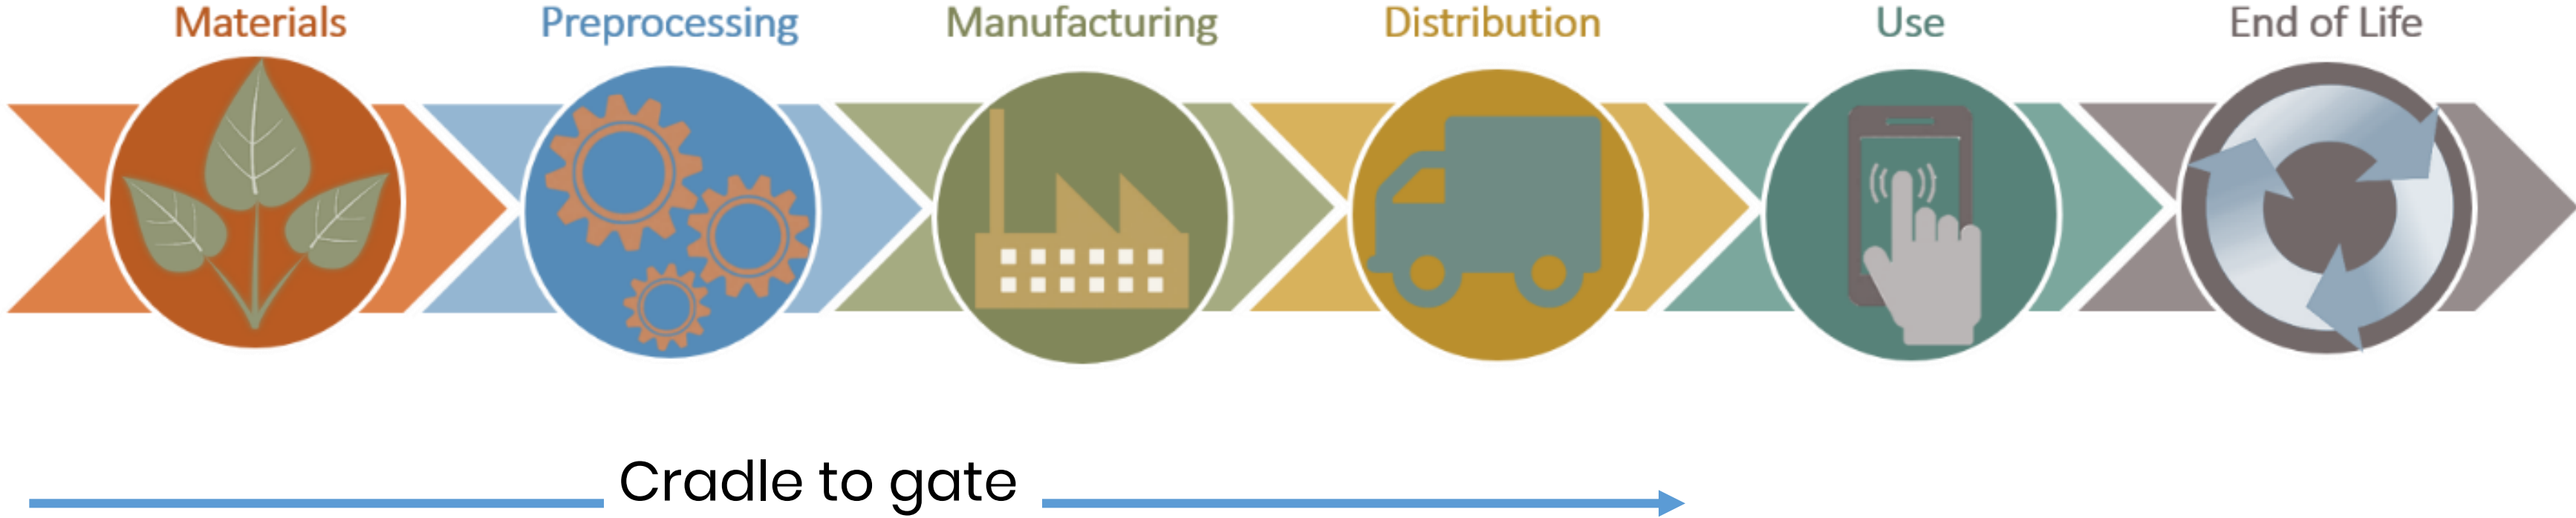 Materials
Preprocessing
Manufacturing
Distribution
Use
End of Life
Cradle to gate